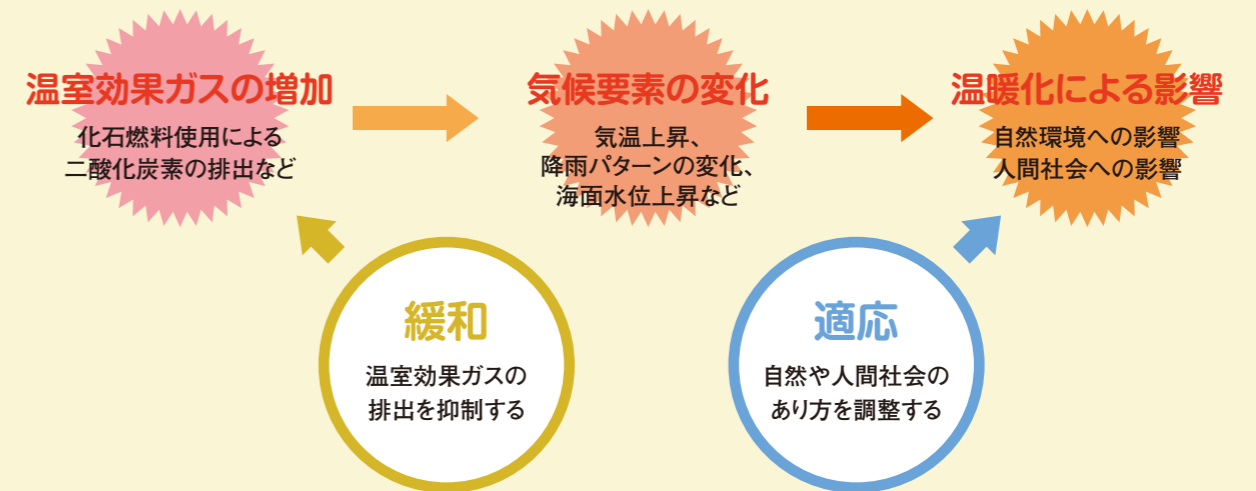 温室効果ガスの増加
化石燃料使用による
二酸化炭素の排出など
気候要素の変化
気温上昇、
降雨パターンの変化、
海面水位上昇など
温暖化による影響
自然環境への影響
人間社会への影響
緩和
温室効果ガスの
排出を抑制する
適応
自然や人間社会の
あり方を調整する